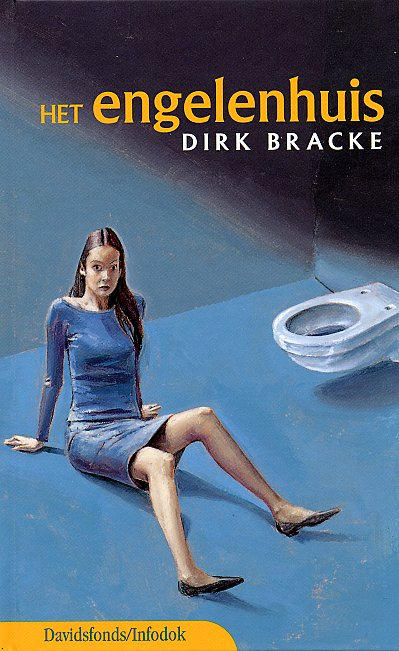 HET engelenhuis
DIRK BRACKE
Davidsfonds/Infodok